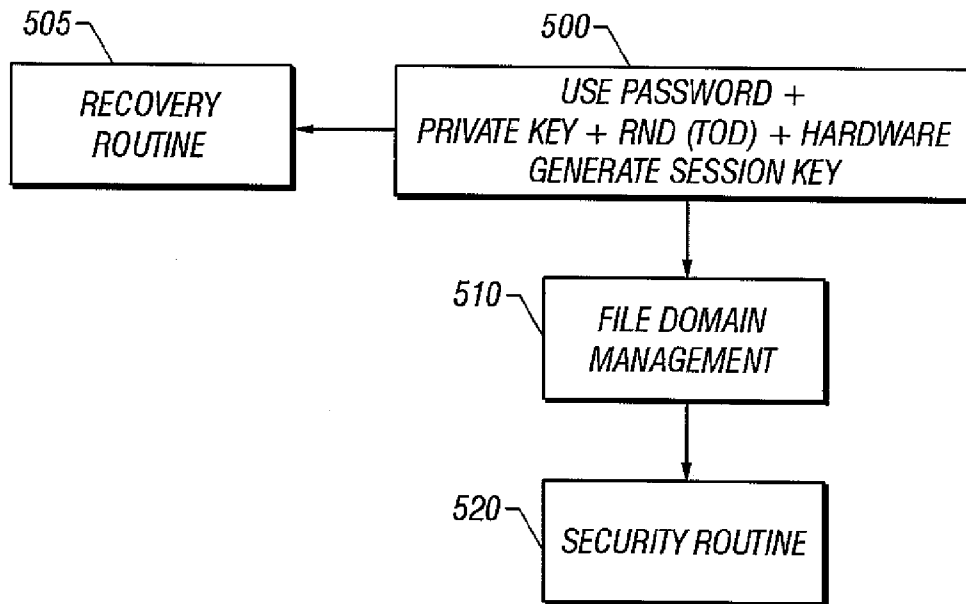 505
RECOVERY
ROUTINE
500
USE PASSWORD +
PRIVATE KEY + RND (TOD) + HARDWARE
GENERATE SESSION KEY
510
FILE DOMAIN
MANAGEMENT
520
SECURITY ROUTINE